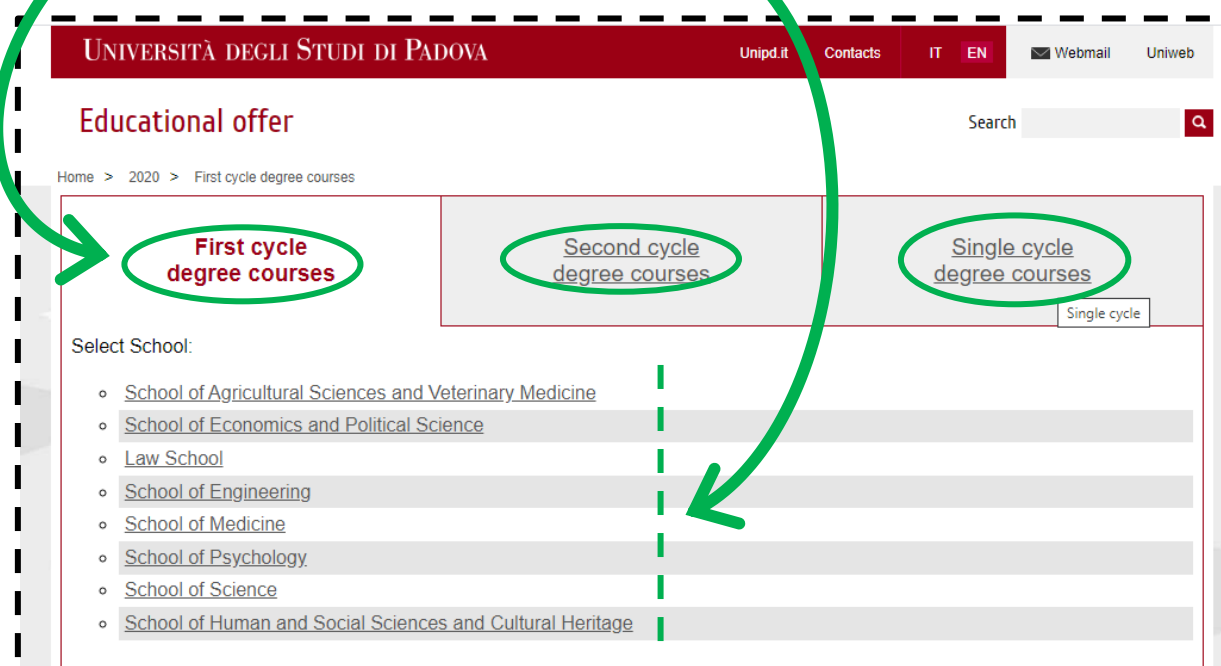 UNIVERSITÀ DEGLI STUDI DI PADOVA Unipd.it Contacts IT EN Webmail Uniweb
Educational offer Search
Home > 2020 > First cycle degree courses
First cycle
degree courses
Second cycle
degree courses
Single cycle
degree courses
Single cycle
Select School:
School of Agricultural Sciences and Veterinary Medicine
School of Economics and Political Science
Law School
School of Engineering
School of Medicine
School of Psychology
School of Science
School of Human and Social Sciences and Cultural Heritage